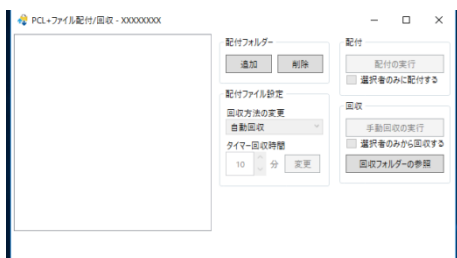 PCL+ファイル配付/回収 - XXXXXXXX
配付フォルダー
追加 削除
配付ファイル設定
回収方法の変更
自動回収
タイマー回収時間
10 分 変更
配付
配付の実行
選択者のみに配付する
回収
手動回収の実行
選択者のみから回収する
回収フォルダーの参照